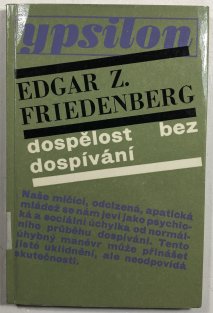 ypsilon
EDGAR Z.
FRIEDENBERG
dospělost bez
dospívání
Naše mlčící, odcizená, apatická
mládež se nám jeví jako psychic-
ká a sociální úchylka od normál-
ního průběhu dospívání. Tento
úhybný manévr může přinášet
jisté uklidnění, ale neodpovídá
skutečnosti.